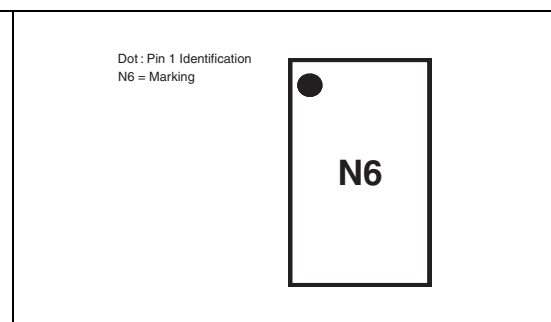 Dot : Pin 1 Identification
N6 = Marking
N6